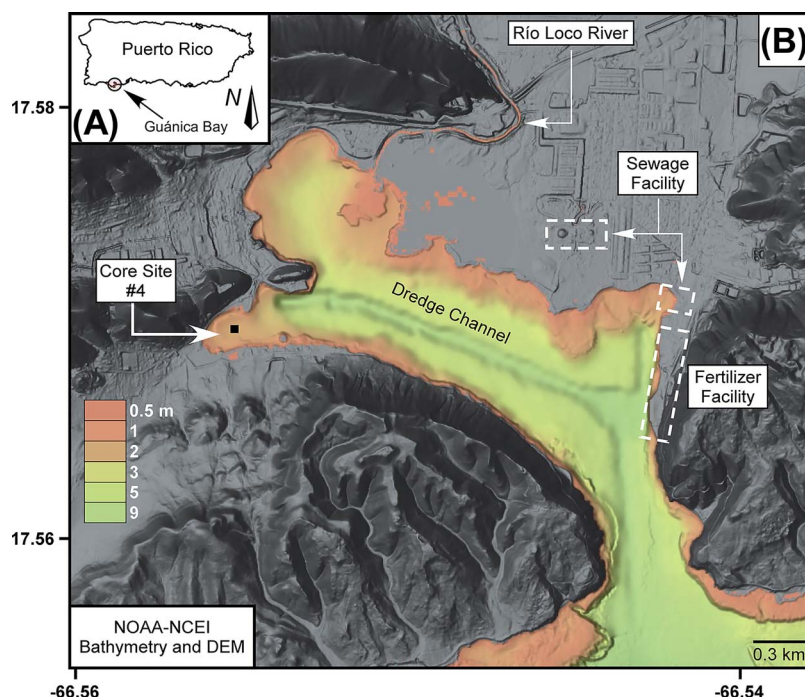 Puerto Rico
Guánica Bay
N
(A)
(B)
Río Loco River
Sewage
Facility
Core Site
#4
Dredge Channel
Fertilizer
Facility
0.5 m
1
2
3
5
9
NOAA-NCEI
Bathymetry and DEM
0.3 km
17.58
17.56
-66.56
-66.54